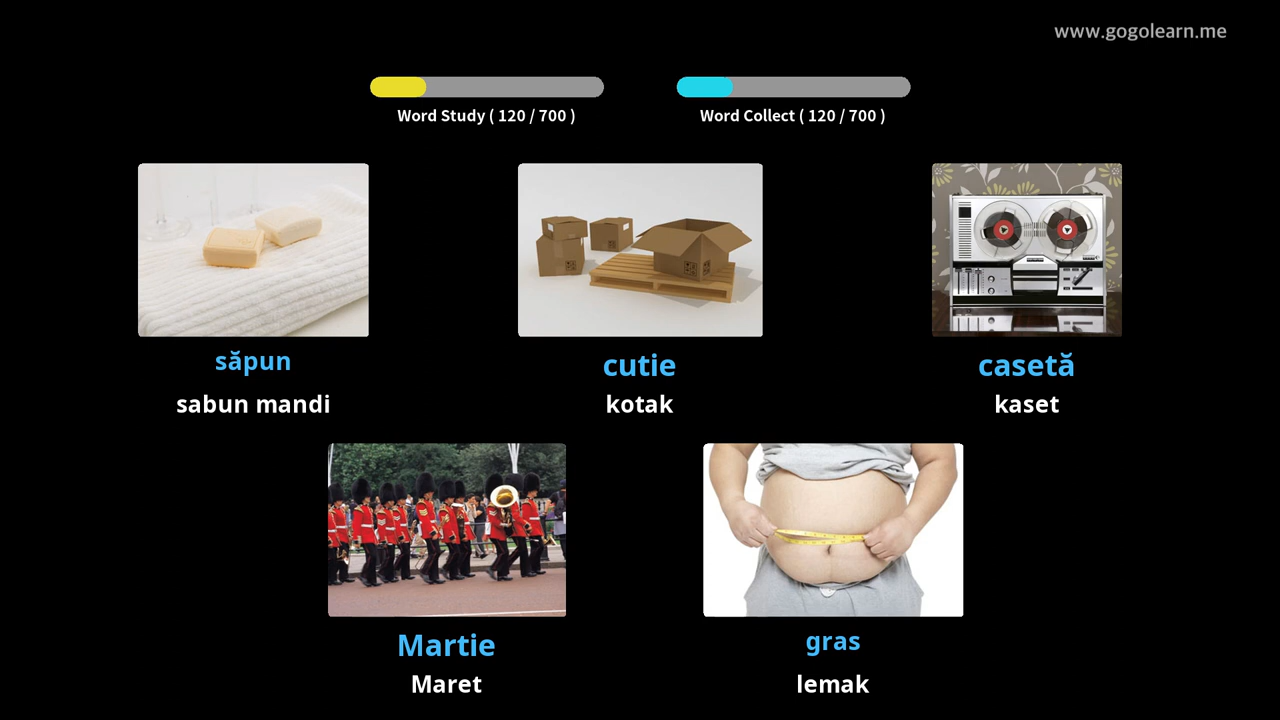 www.gogolearn.me
Word Study ( 120 / 700 )
Word Collect ( 120 / 700 )
săpun
sabun mandi
cutie
kotak
casetă
kaset
Martie
Maret
gras
lemak